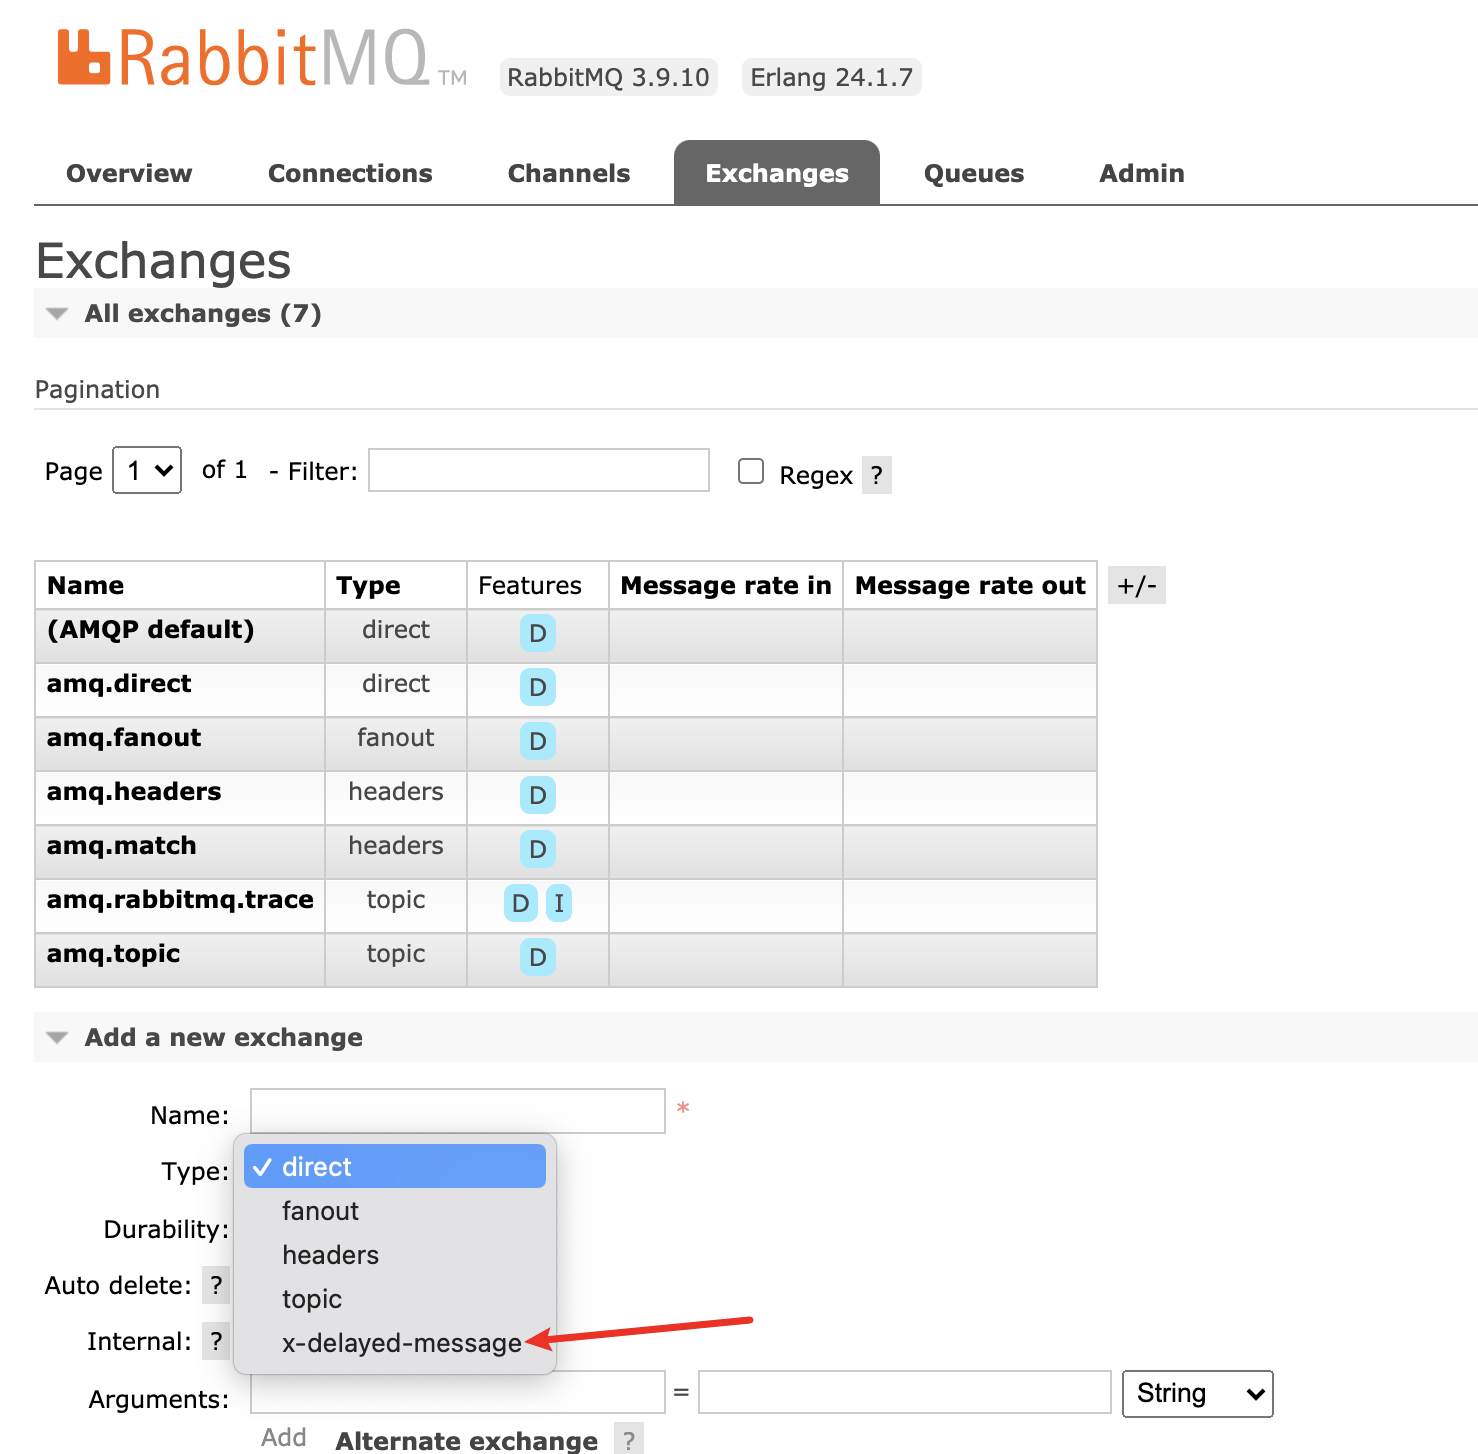 RabbitMQ TM RabbitMQ 3.9.10 Erlang 24.1.7
Overview Connections Channels Exchanges Queues Admin
Exchanges
All exchanges (7)
Pagination
Page 1 of 1 - Filter: Regex ?
Name Type Features Message rate in Message rate out +/-
(AMQP default) direct D
amq.direct direct D
amq.fanout fanout D
amq.headers headers D
amq.match headers D
amq.rabbitmq.trace topic D I
amq.topic topic D
Add a new exchange
Name: *
Type: ✓ direct
fanout
Durability:
headers
Auto delete: ?
topic
Internal: ?
x-delayed-message
Arguments: = String
Add Alternate exchange ?